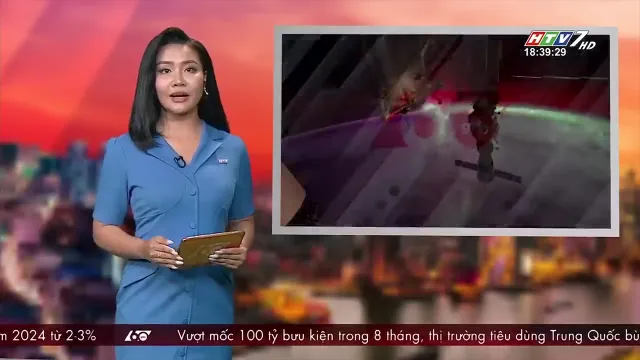 HTV7 HD
18:39:29
m 2024 từ 2-3%
60 Vượt mốc 100 tỷ bưu kiện trong 8 tháng, thị trường tiêu dùng Trung Quốc bù